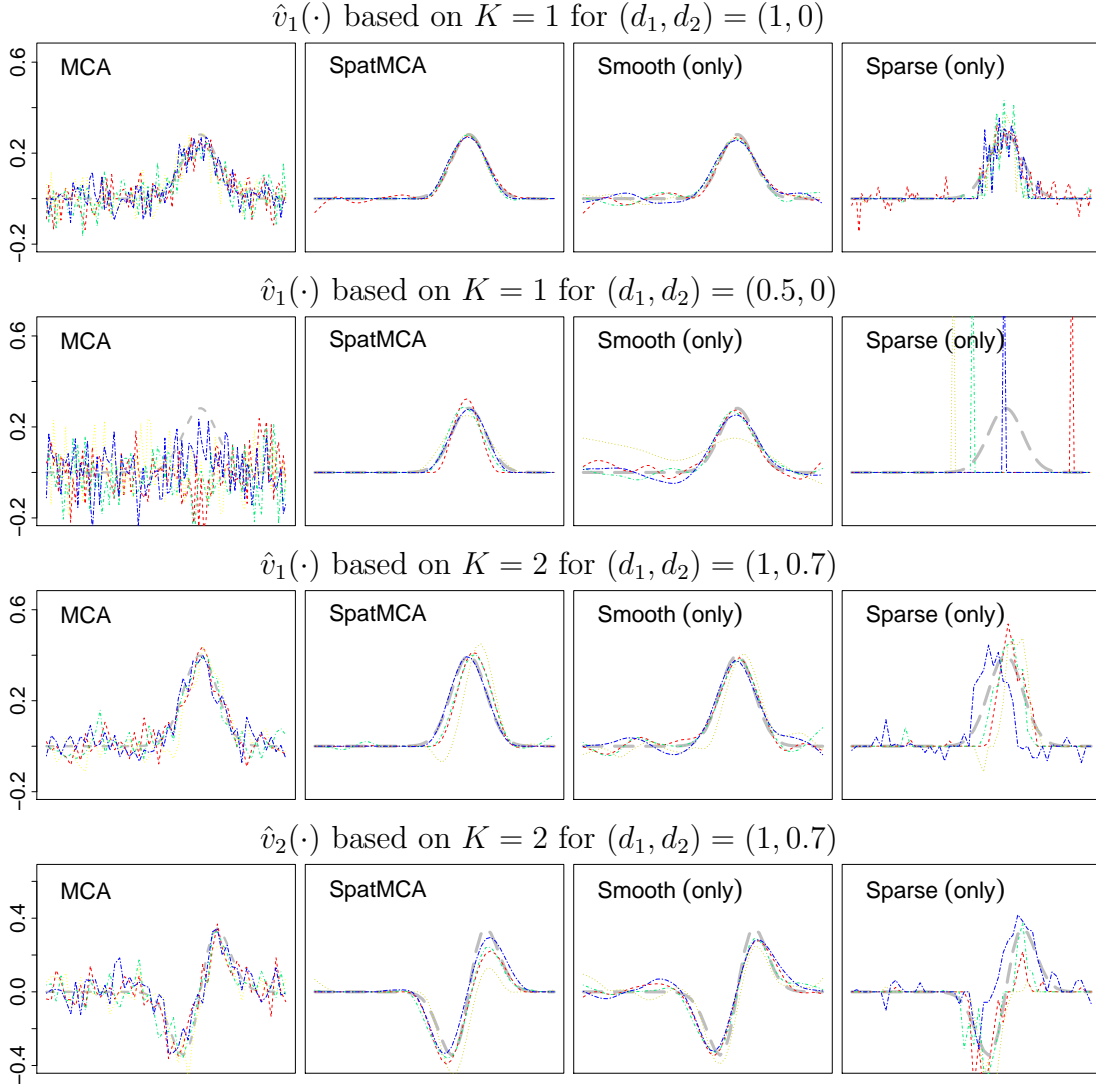 v̂₁(·) based on K = 1 for (d₁, d₂) = (1, 0)
MCA SpatMCA Smooth (only) Sparse (only)
0.6
0.2
−0.2
v̂₁(·) based on K = 1 for (d₁, d₂) = (0.5, 0)
MCA SpatMCA Smooth (only) Sparse (only)
0.6
0.2
−0.2
v̂₁(·) based on K = 2 for (d₁, d₂) = (1, 0.7)
MCA SpatMCA Smooth (only) Sparse (only)
0.6
0.2
−0.2
v̂₂(·) based on K = 2 for (d₁, d₂) = (1, 0.7)
MCA SpatMCA Smooth (only) Sparse (only)
0.4
0.0
−0.4